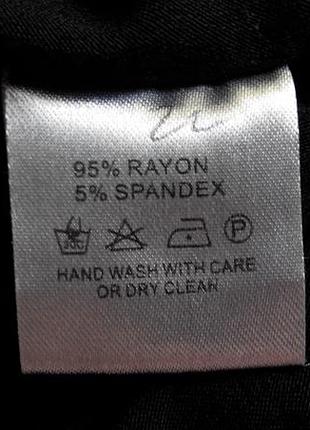 95% RAYON
5% SPANDEX
P
HAND WASH WITH CARE
OR DRY CLEAN